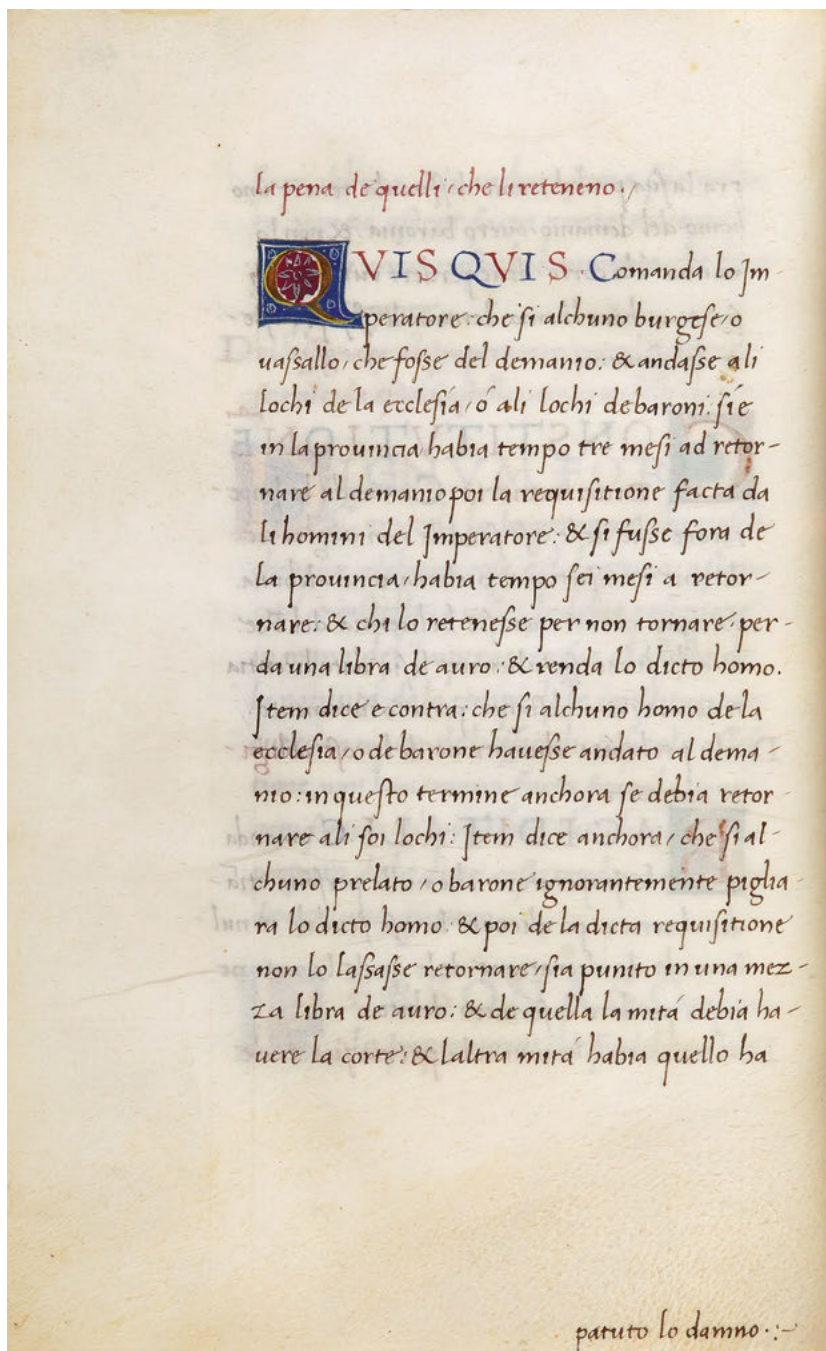 la pena de quelli / che li reteneno ./
QVIS QVIS . Comanda lo Im-
peratore: che si alchuno burgese / o
uassallo / che fosse del demanio: & andasse a li
lochi de la ecclesia / o ali lochi de baroni: si é
in la prouincia habia tempo tre mesi ad retor-
nare al demanio poi la requisitione facta da
li homini del Imperatore: & si fusse fora de
la prouincia / habia tempo sei mesi a retor-
nare: & chi lo retenesse per non tornare / per-
da una libra de auro: & renda lo dicto homo.
Item dice e contra: che si alchuno homo de la
ecclesia / o de barone hauesse andato al dema-
nio: in questo termine anchora se debia retor-
nare ali soi lochi: Item dice anchora / che si al-
chuno prelato / o barone ignorantemente piglia-
ra lo dicto homo. & poi de la dicta requisitione
non lo lassasse retornare / sia punito in una mez-
za libra de auro: & de quella la mitá debia ha-
uere la corte: & laltra mitá habia quello ha
patuto lo damno .:-